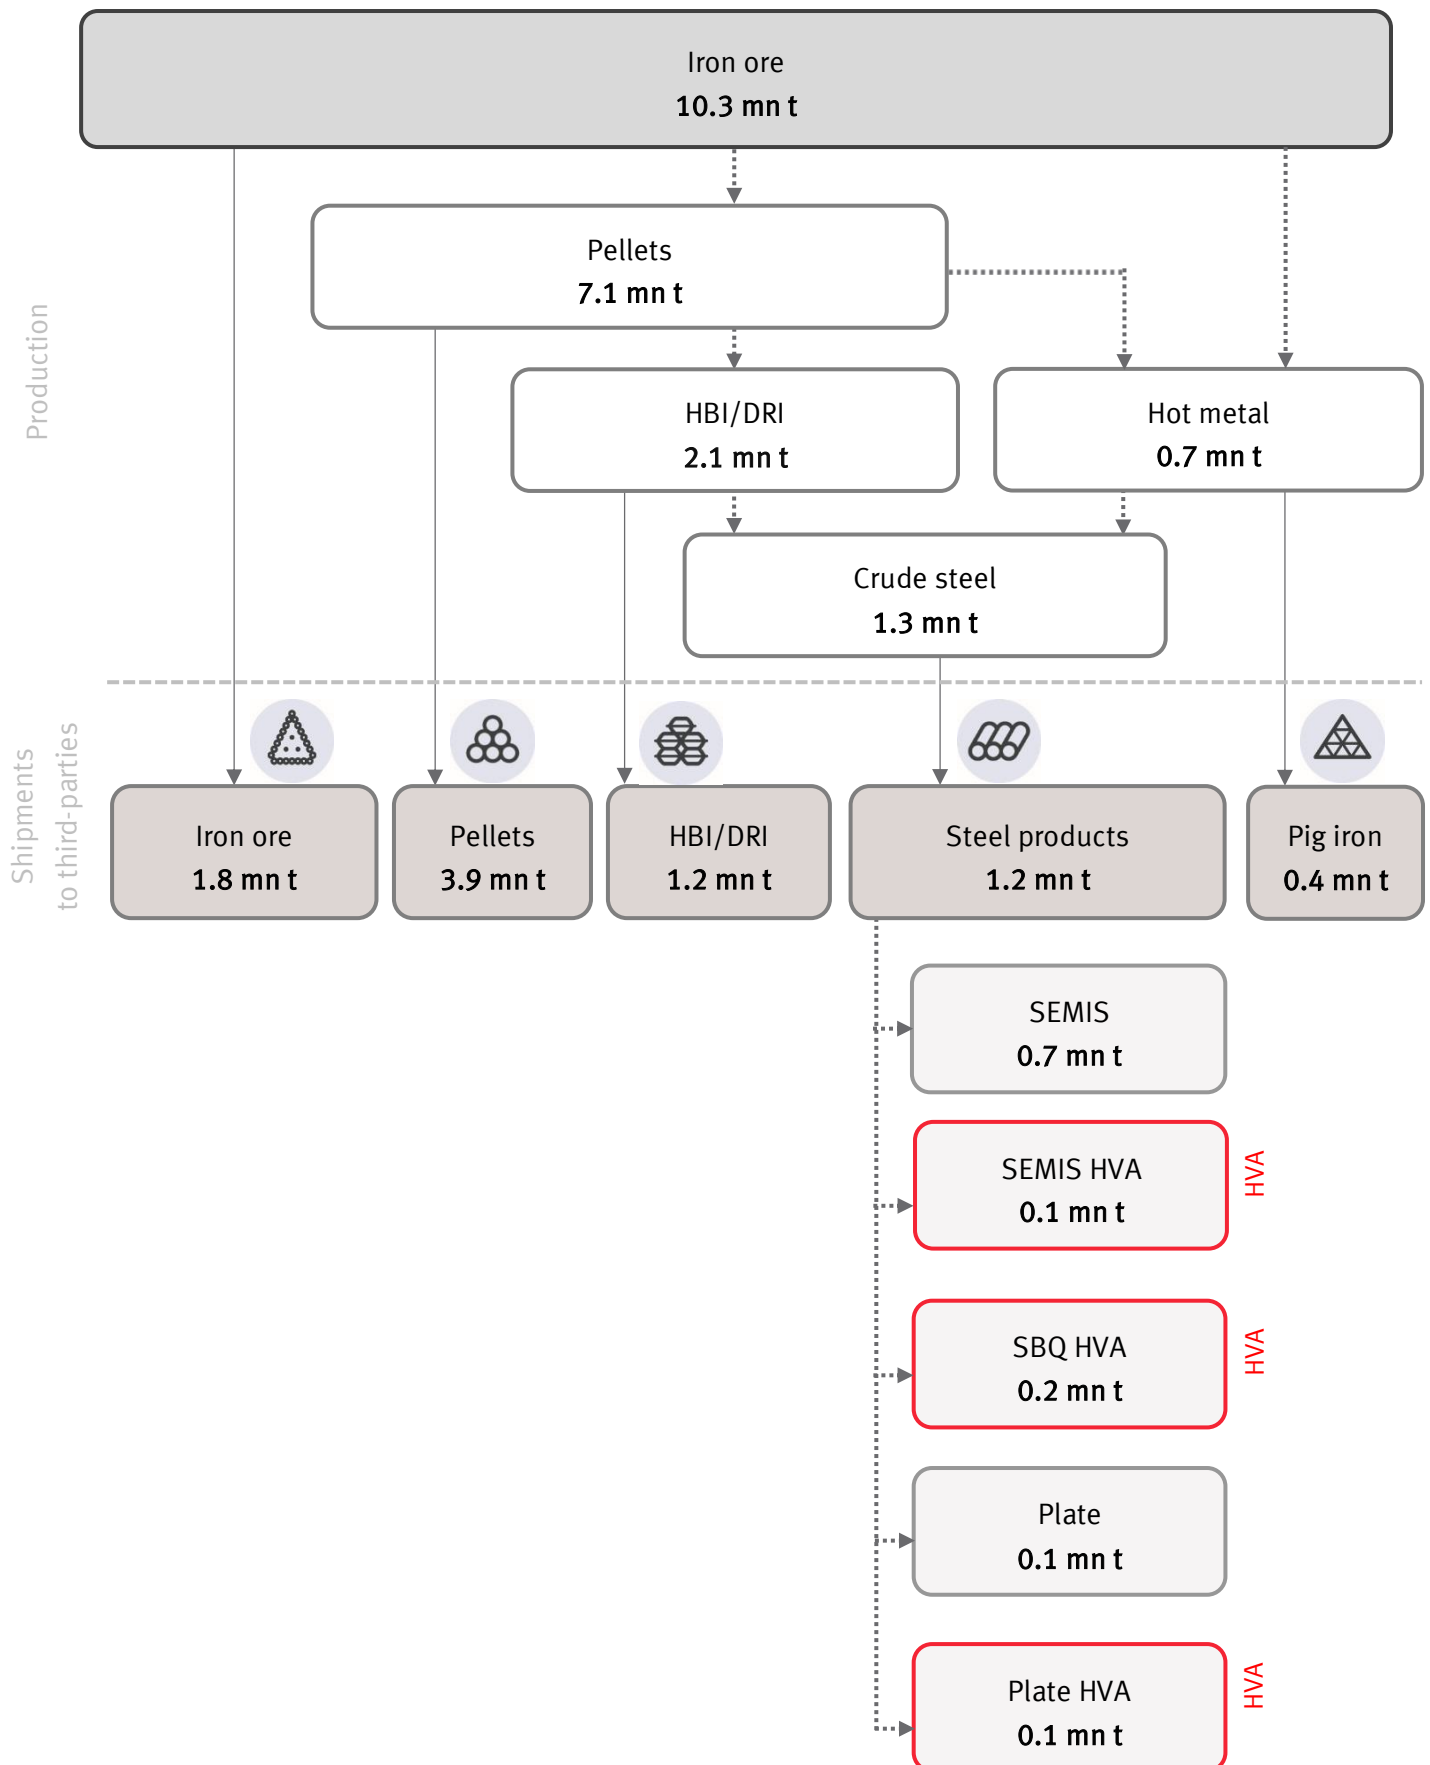 Iron ore
10.3 mn t
Production
Pellets
7.1 mn t
HBI/DRI
2.1 mn t
Hot metal
0.7 mn t
Crude steel
1.3 mn t
Shipments
to third-parties
Iron ore
1.8 mn t
Pellets
3.9 mn t
HBI/DRI
1.2 mn t
Steel products
1.2 mn t
Pig iron
0.4 mn t
SEMIS
0.7 mn t
SEMIS HVA
0.1 mn t
HVA
SBQ HVA
0.2 mn t
HVA
Plate
0.1 mn t
Plate HVA
0.1 mn t
HVA